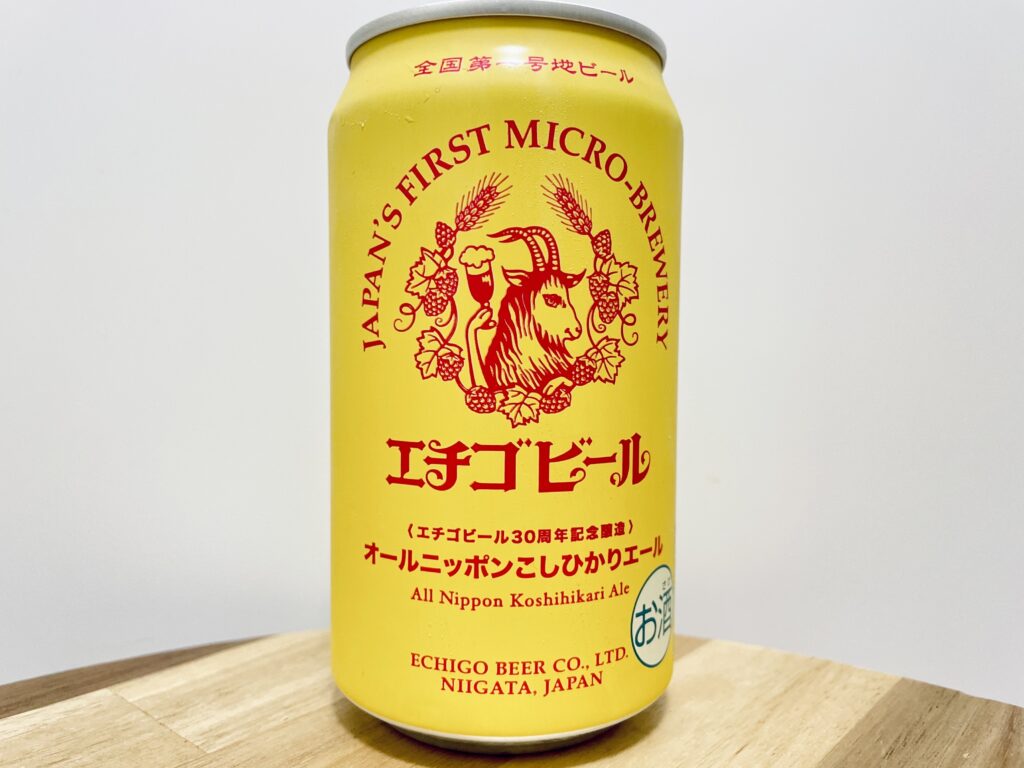 全国第一号地ビール
JAPAN'S FIRST MICRO-BREWERY
エチゴビール
〈エチゴビール30周年記念醸造〉
オールニッポンこしひかりエール
All Nippon Koshihikari Ale
お酒
ECHIGO BEER CO., LTD.
NIIGATA, JAPAN